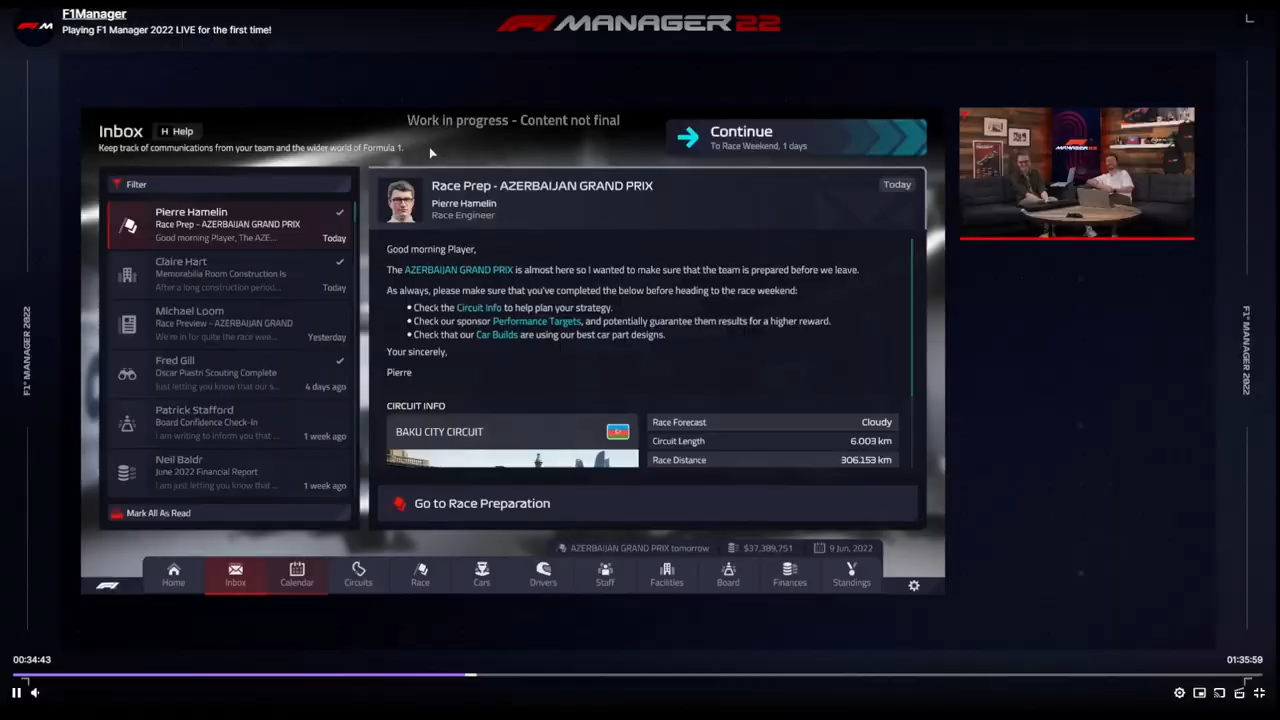 F1Manager
Playing F1 Manager 2022 LIVE for the first time!
F1 MANAGER 22
Inbox
H Help
Keep track of communications from your team and the wider world of Formula 1.
Work in progress - Content not final
Continue
To Race Weekend, 1 days
Filter
Pierre Hamelin
Race Prep - AZERBAIJAN GRAND PRIX
Good morning Player, The AZE...
Today
Claire Hart
Memorabilia Room Construction Is
After a long construction period...
Today
Michael Loom
Race Preview - AZERBAIJAN GRAND
We're in for quite the race wee...
Yesterday
Fred Gill
Oscar Piastri Scouting Complete
Just letting you know that our s...
4 days ago
Patrick Stafford
Board Confidence Check-In
I am writing to inform you that ...
1 week ago
Neil Baldr
June 2022 Financial Report
I am just letting you know that ...
1 week ago
Mark All As Read
Race Prep - AZERBAIJAN GRAND PRIX
Today
Pierre Hamelin
Race Engineer
Good morning Player,
The AZERBAIJAN GRAND PRIX is almost here so I wanted to make sure that the team is prepared before we leave.
As always, please make sure that you've completed the below before heading to the race weekend:
• Check the Circuit Info to help plan your strategy.
• Check our sponsor Performance Targets, and potentially guarantee them results for a higher reward.
• Check that our Car Builds are using our best car part designs.
Your sincerely,
Pierre
CIRCUIT INFO
BAKU CITY CIRCUIT
Race Forecast Cloudy
Circuit Length 6.003 km
Race Distance 306.153 km
Go to Race Preparation
AZERBAIJAN GRAND PRIX tomorrow
$37,389,751
9 Jun, 2022
Home
Inbox
Calendar
Circuits
Race
Cars
Drivers
Staff
Facilities
Board
Finances
Standings
F1® MANAGER 2022
F1® MANAGER 2022
00:34:43
01:35:59